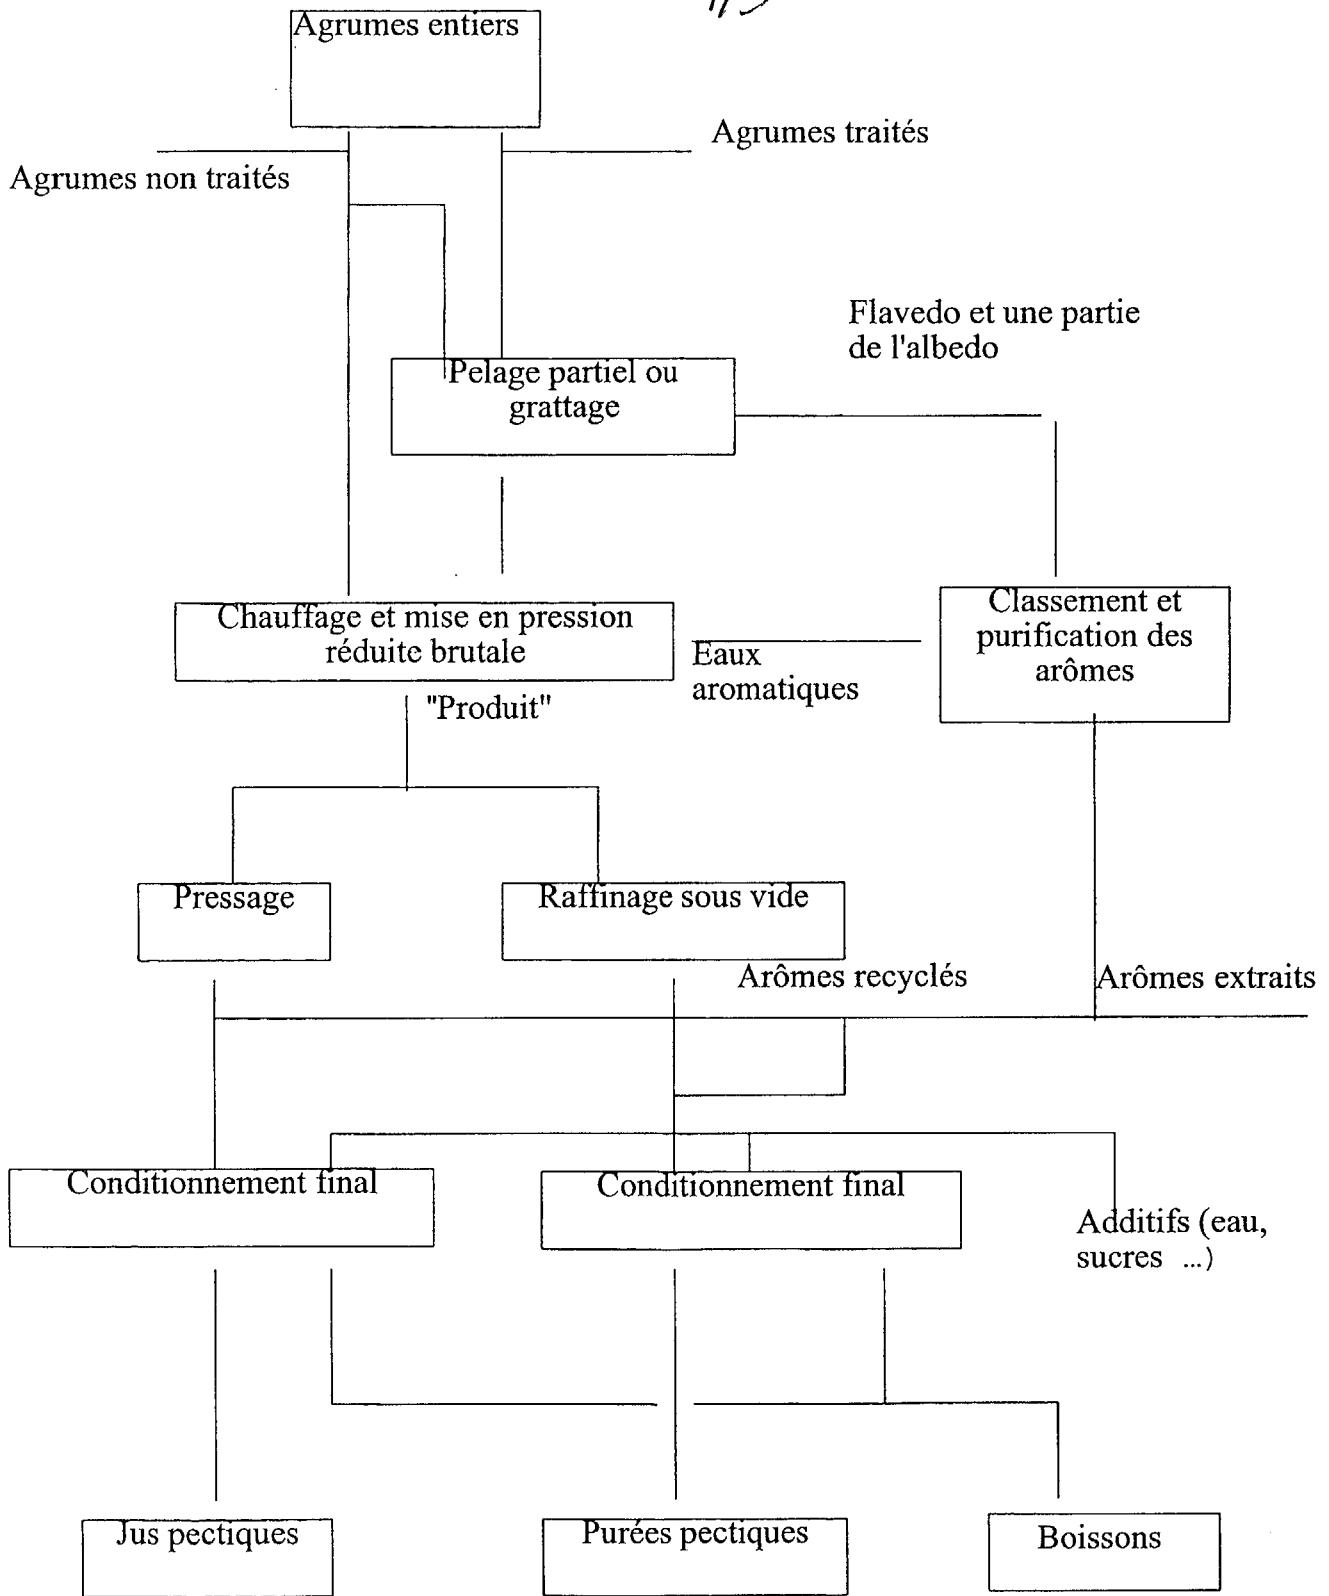 Agrumes entiers
Agrumes traités
Agrumes non traités
Flavedo et une partie
de l'albedo
Pelage partiel ou
grattage
Chauffage et mise en pression
réduite brutale
Classement et
purification des
arômes
Eaux
aromatiques
"Produit"
Pressage
Raffinage sous vide
Arômes recyclés
Arômes extraits
Conditionnement final
Conditionnement final
Additifs (eau,
sucres ...)
Jus pectiques
Purées pectiques
Boissons